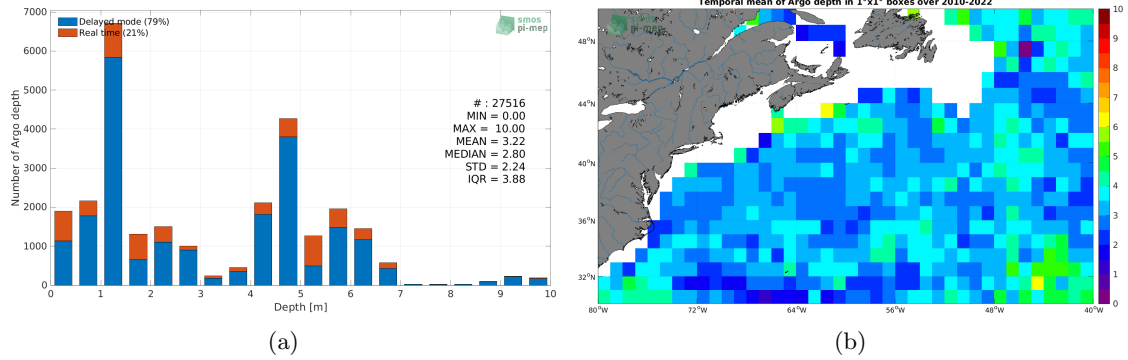 Delayed mode (79%)
Real time (21%)
smos
pi-mep
# : 27516
MIN = 0.00
MAX = 10.00
MEAN = 3.22
MEDIAN = 2.80
STD = 2.24
IQR = 3.88
Number of Argo depth
7000
6000
5000
4000
3000
2000
1000
0
0 1 2 3 4 5 6 7 8 9 10
Depth [m]
(a)
Temporal mean of Argo depth in 1°x1° boxes over 2010-2022
smos
pi-mep
48°N
44°N
40°N
36°N
32°N
80°W 72°W 64°W 56°W 48°W 40°W
10
9
8
7
6
5
4
3
2
1
0
(b)